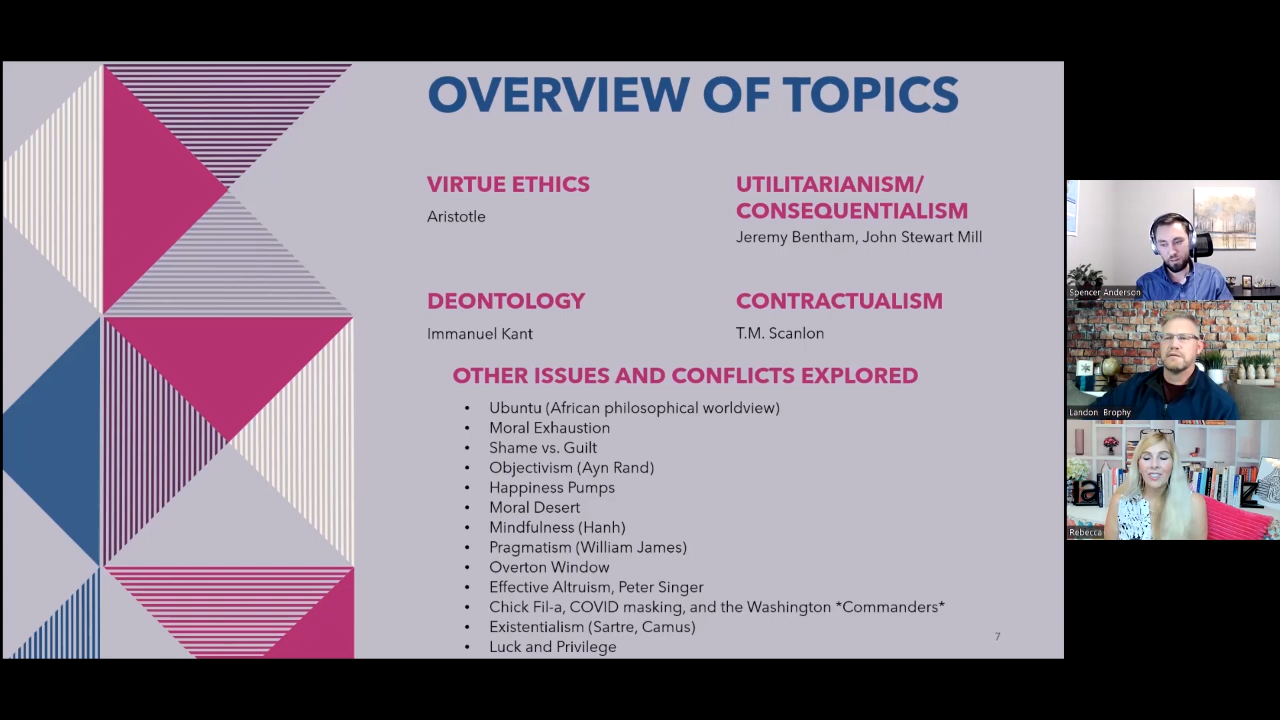 OVERVIEW OF TOPICS
VIRTUE ETHICS
Aristotle
UTILITARIANISM/
CONSEQUENTIALISM
Jeremy Bentham, John Stewart Mill
DEONTOLOGY
Immanuel Kant
CONTRACTUALISM
T.M. Scanlon
OTHER ISSUES AND CONFLICTS EXPLORED
• Ubuntu (African philosophical worldview)
• Moral Exhaustion
• Shame vs. Guilt
• Objectivism (Ayn Rand)
• Happiness Pumps
• Moral Desert
• Mindfulness (Hanh)
• Pragmatism (William James)
• Overton Window
• Effective Altruism, Peter Singer
• Chick Fil-a, COVID masking, and the Washington *Commanders*
• Existentialism (Sartre, Camus)
• Luck and Privilege
7
Spencer Anderson
Landon Brophy
Rebecca